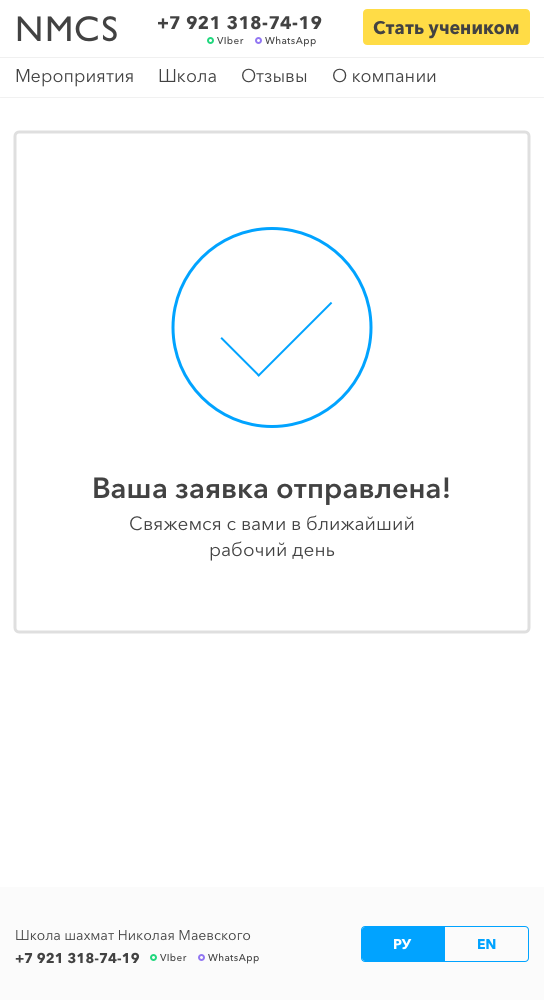 NMCS
+7 921 318-74-19
VIber WhatsApp
Стать учеником
Мероприятия Школа Отзывы О компании
Ваша заявка отправлена!
Свяжемся с вами в ближайший
рабочий день
Школа шахмат Николая Маевского
+7 921 318-74-19 VIber WhatsApp
РУ EN